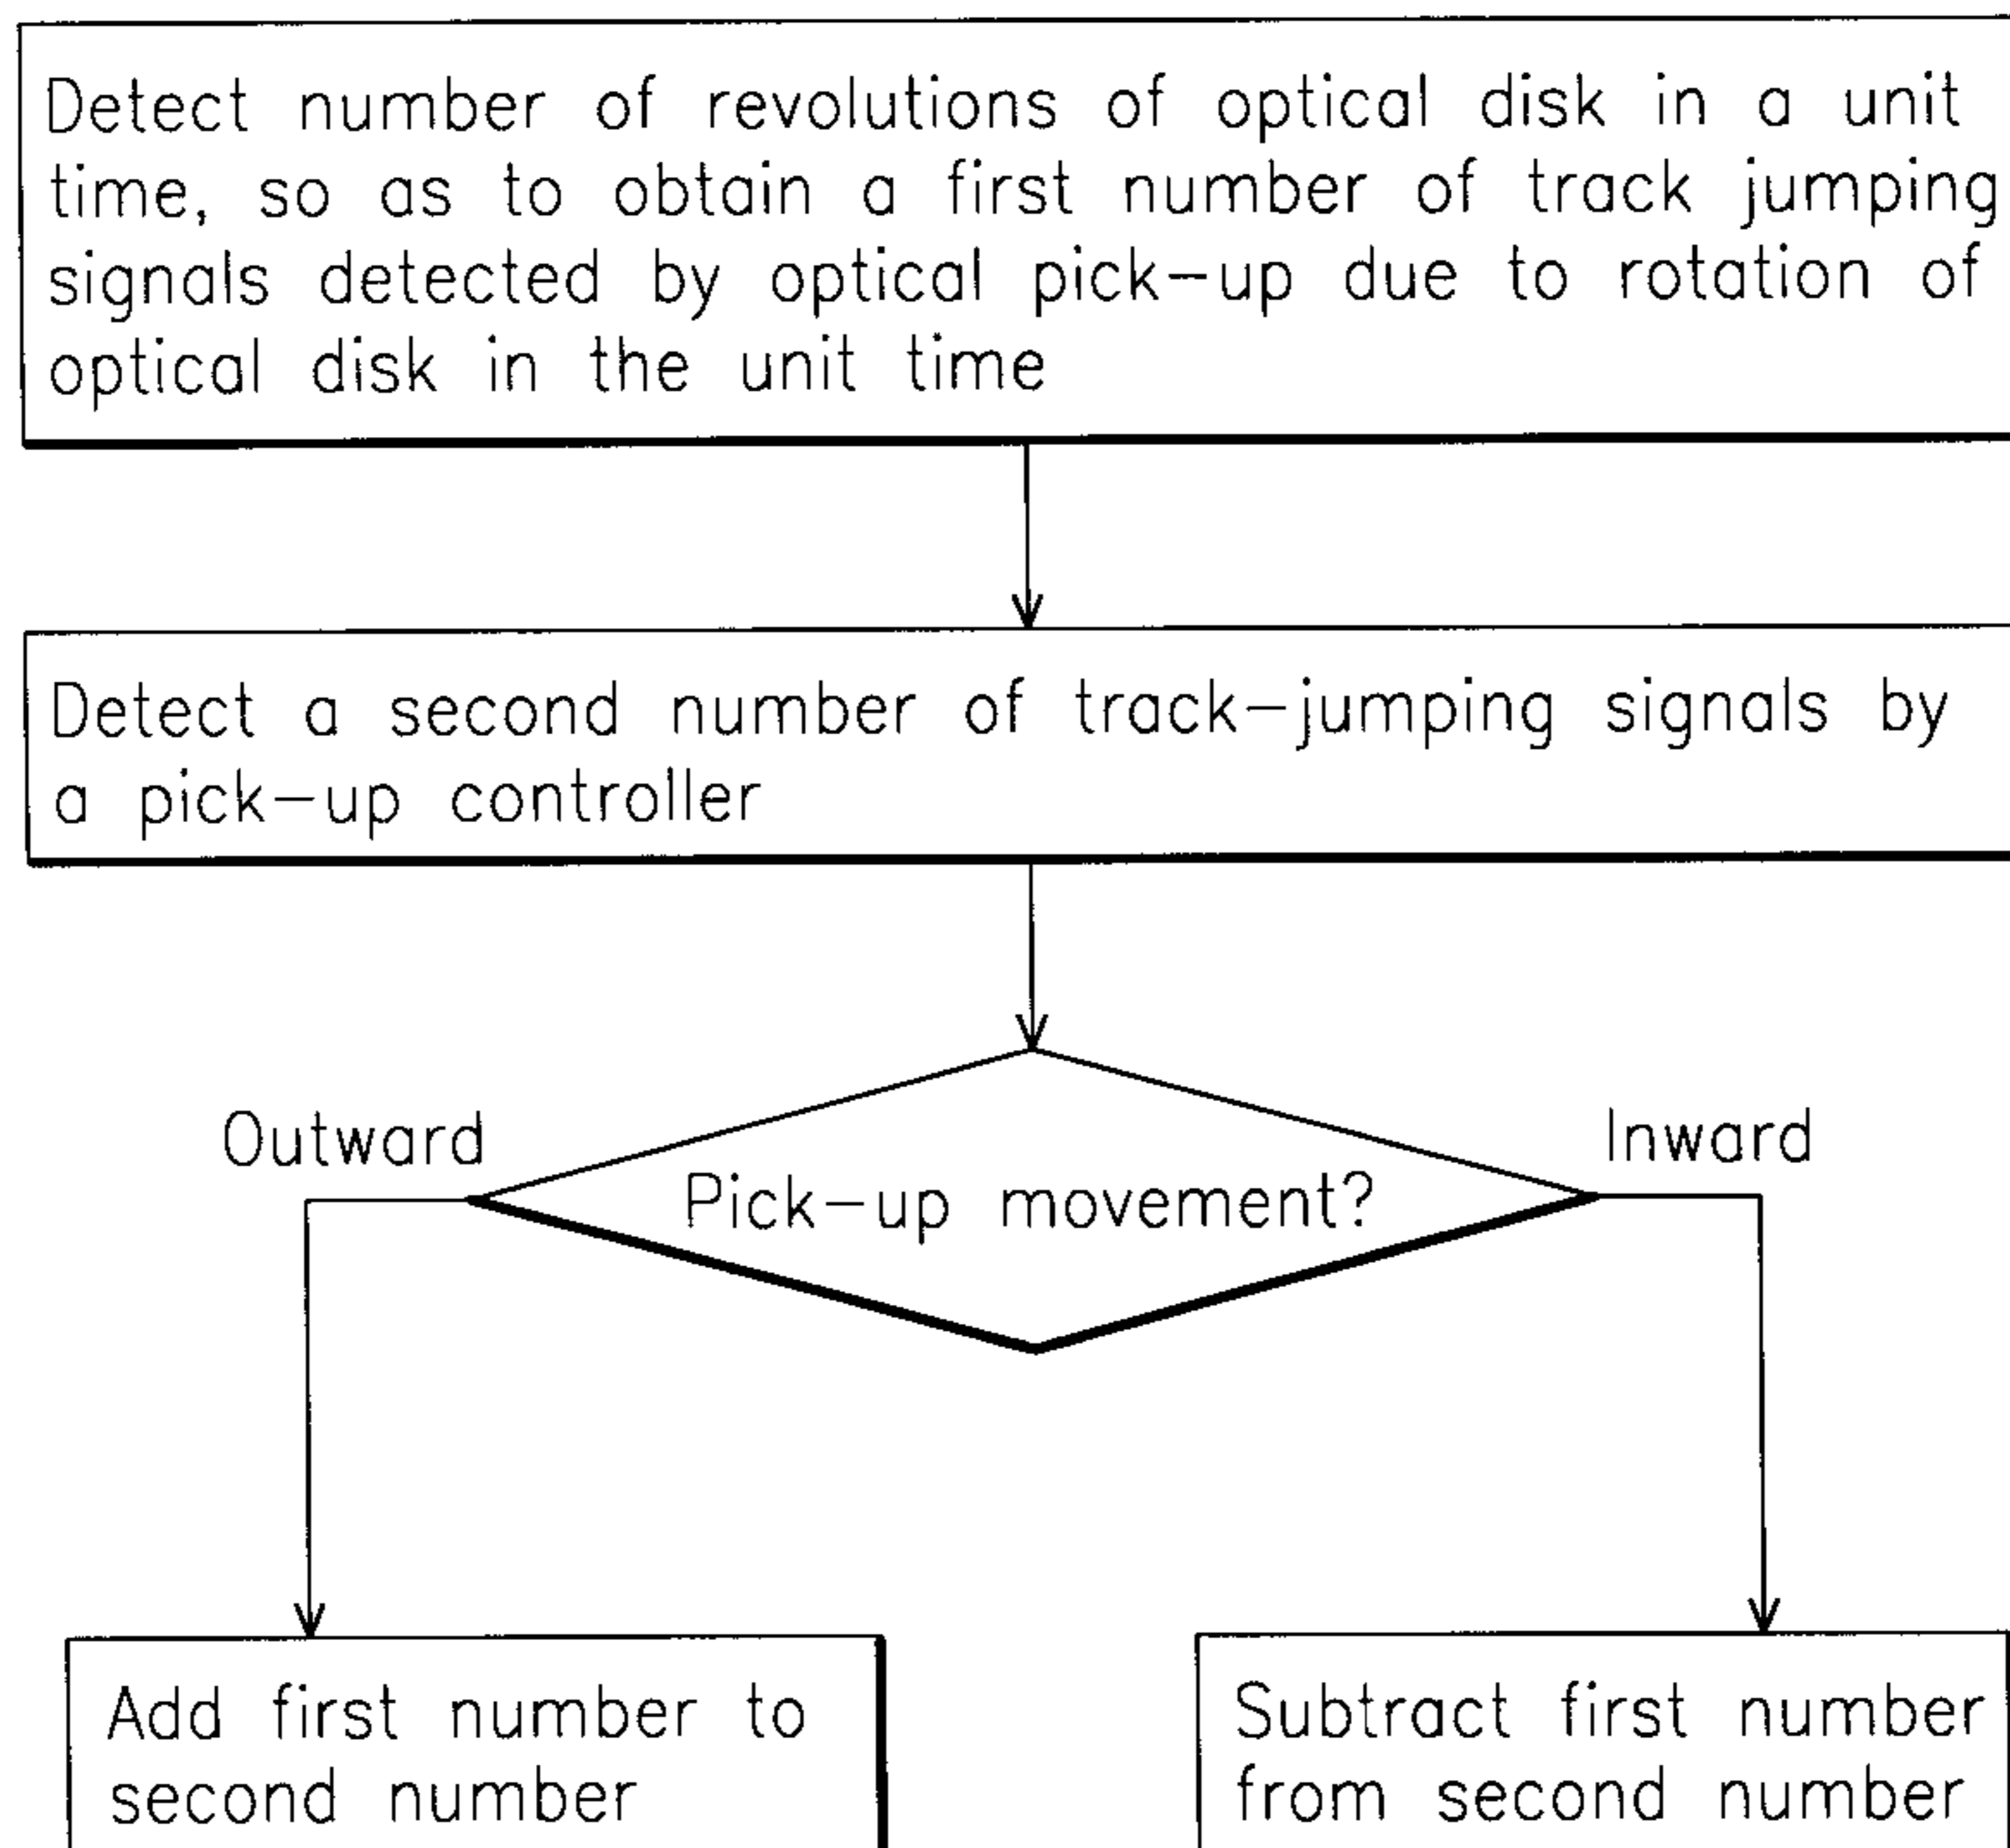 Detect number of revolutions of optical disk in a unit
time, so as to obtain a first number of track jumping
signals detected by optical pick-up due to rotation of
optical disk in the unit time
Detect a second number of track-jumping signals by
a pick-up controller
Outward
Inward
Pick-up movement?
Add first number to
second number
Subtract first number
from second number